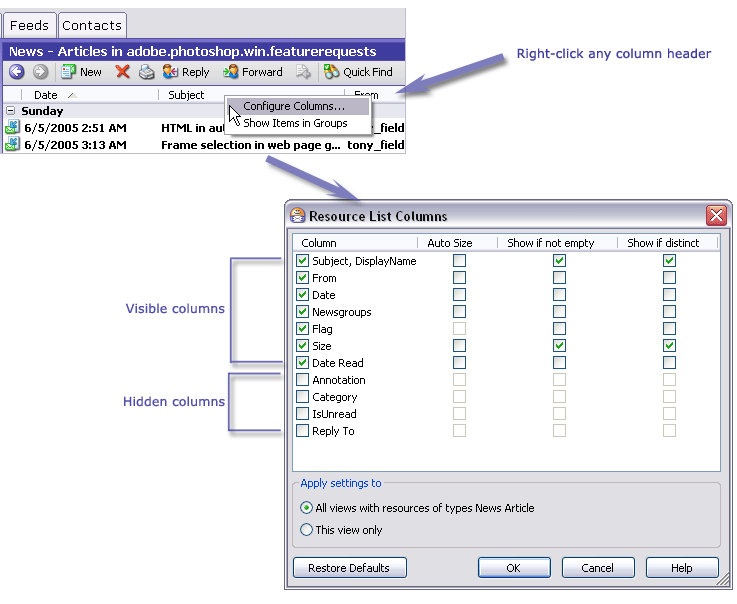 Feeds Contacts
News - Articles in adobe.photoshop.win.featurerequests
New Reply Forward Quick Find
Right-click any column header
Date Subject From
Configure Columns...
Show Items in Groups
Sunday
6/5/2005 2:51 AM HTML in au _field
6/5/2005 3:13 AM Frame selection in web page g... tony_field
Resource List Columns
Column Auto Size Show if not empty Show if distinct
Subject, DisplayName
From
Date
Visible columns
Newsgroups
Flag
Size
Date Read
Annotation
Category
Hidden columns
IsUnread
Reply To
Apply settings to
All views with resources of types News Article
This view only
Restore Defaults OK Cancel Help